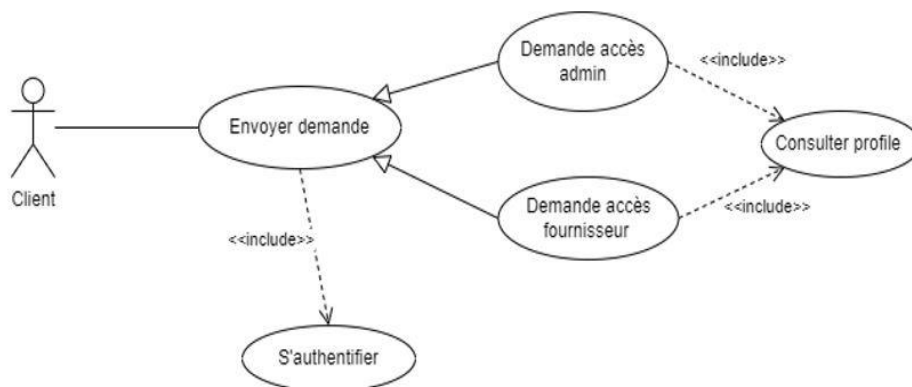 Demande accès
admin
<<include>>
Envoyer demande
Consulter profile
Client
Demande accès
fournisseur
<<include>>
<<include>>
S'authentifier